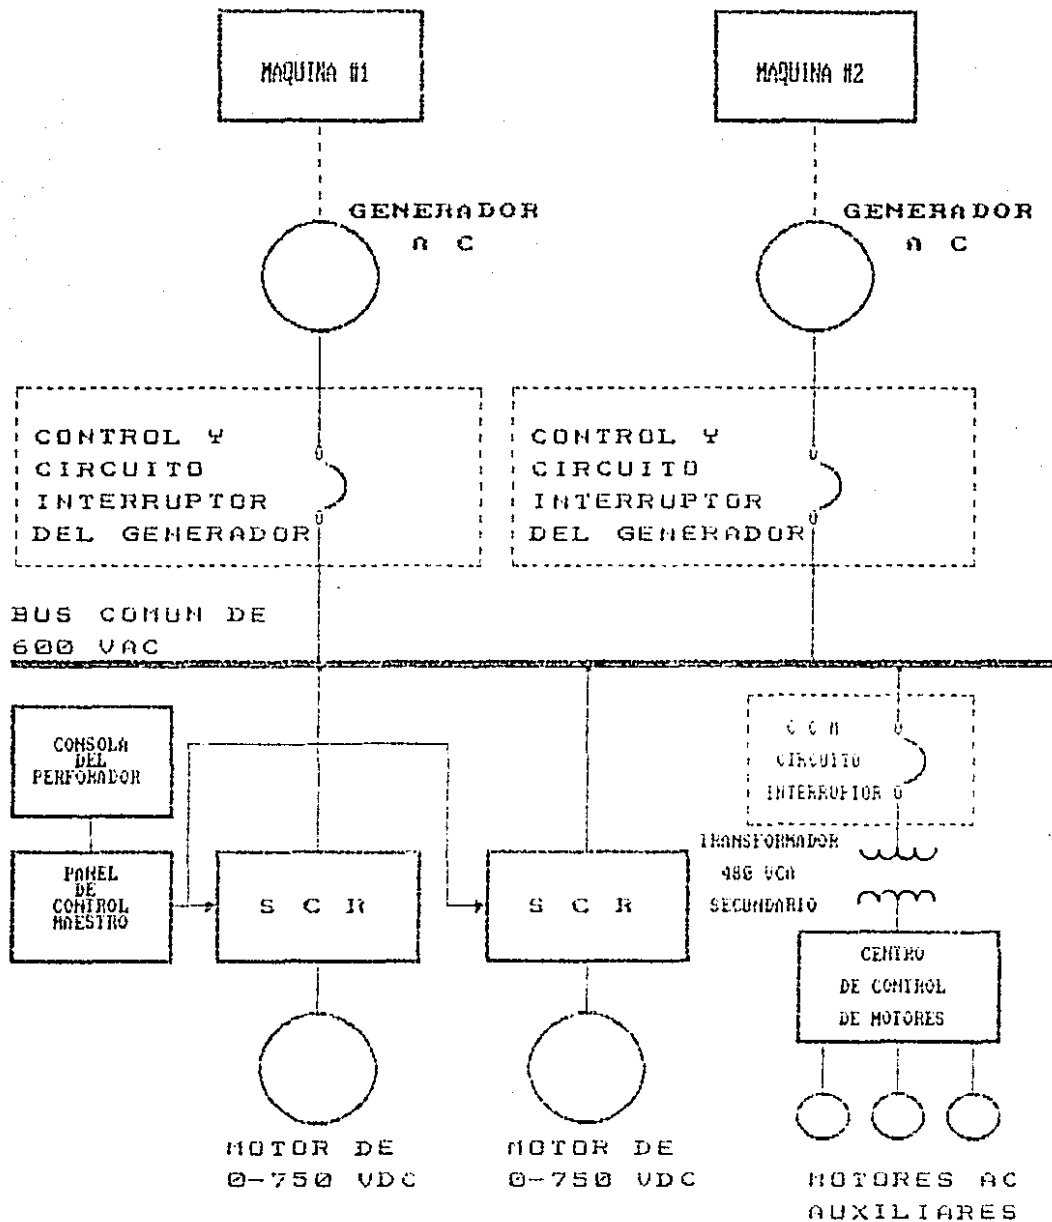 MAQUINA #1
MAQUINA #2
GENERADOR
A C
GENERADOR
A C
CONTROL Y
CIRCUITO
INTERRUPTOR
DEL GENERADOR
CONTROL Y
CIRCUITO
INTERRUPTOR
DEL GENERADOR
BUS COMUN DE
600 VAC
CONSOLA
DEL
PERFORADOR
PANEL
DE
CONTROL
MAESTRO
S C R
S C R
C C M
CIRCUITO
INTERRUPTOR
TRANSFORMADOR
480 VCA
SECUNDARIO
CENTRO
DE CONTROL
DE MOTORES
MOTOR DE
0-750 VDC
MOTOR DE
0-750 VDC
MOTORES AC
AUXILIARES